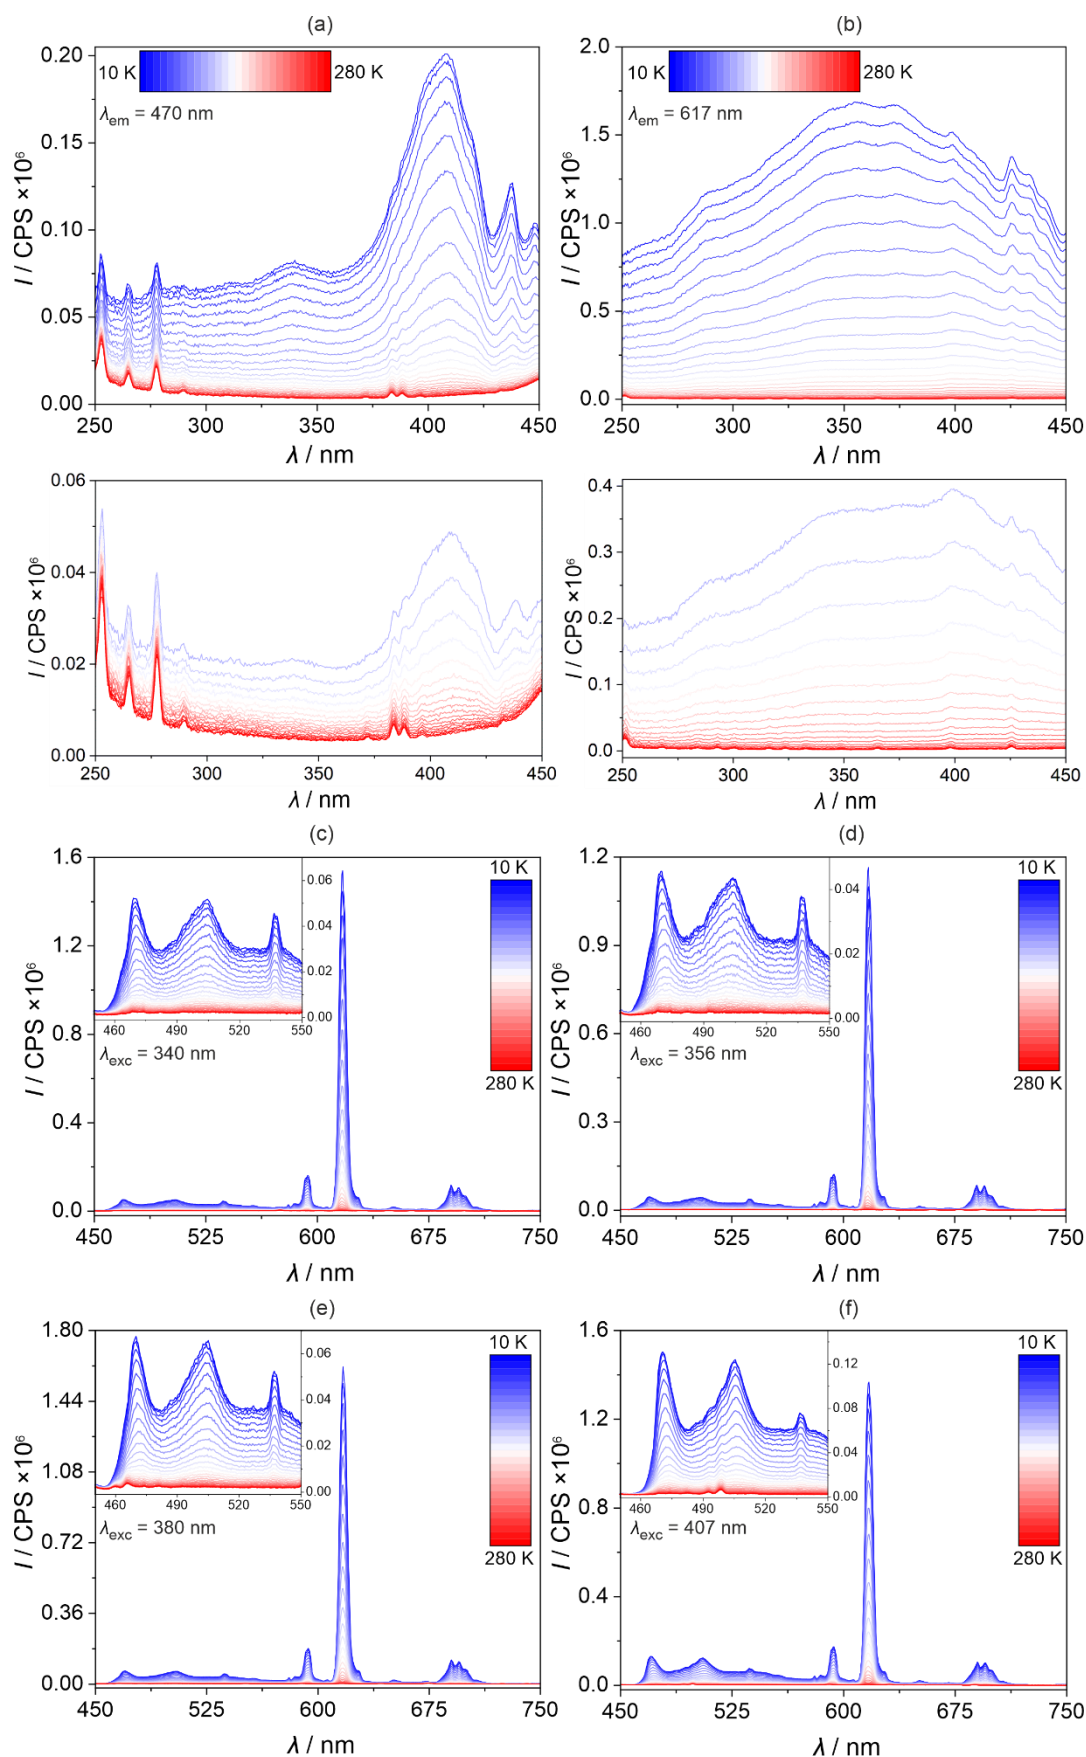 (a)
0.20
0.15
0.10
0.05
0.00
I / CPS ×10⁶
10 K
280 K
λem = 470 nm
250 300 350 400 450
λ / nm
(b)
2.0
1.5
1.0
0.5
0.0
I / CPS ×10⁶
10 K
280 K
λem = 617 nm
250 300 350 400 450
λ / nm
0.06
0.04
0.02
0.00
I / CPS ×10⁶
250 300 350 400 450
λ / nm
0.4
0.3
0.2
0.1
0.0
I / CPS ×10⁶
250 300 350 400 450
λ / nm
(c)
1.6
1.2
0.8
0.4
0.0
I / CPS ×10⁶
0.06
0.04
0.02
0.00
460 490 520 550
λexc = 340 nm
10 K
280 K
450 525 600 675 750
λ / nm
(d)
1.2
0.9
0.6
0.3
0.0
I / CPS ×10⁶
0.04
0.02
0.00
460 490 520 550
λexc = 356 nm
10 K
280 K
450 525 600 675 750
λ / nm
(e)
1.80
1.44
1.08
0.72
0.36
0.00
I / CPS ×10⁶
0.06
0.04
0.02
0.00
460 490 520 550
λexc = 380 nm
10 K
280 K
450 525 600 675 750
λ / nm
(f)
1.6
1.2
0.8
0.4
0.0
I / CPS ×10⁶
0.12
0.08
0.04
0.00
460 490 520 550
λexc = 407 nm
10 K
280 K
450 525 600 675 750
λ / nm